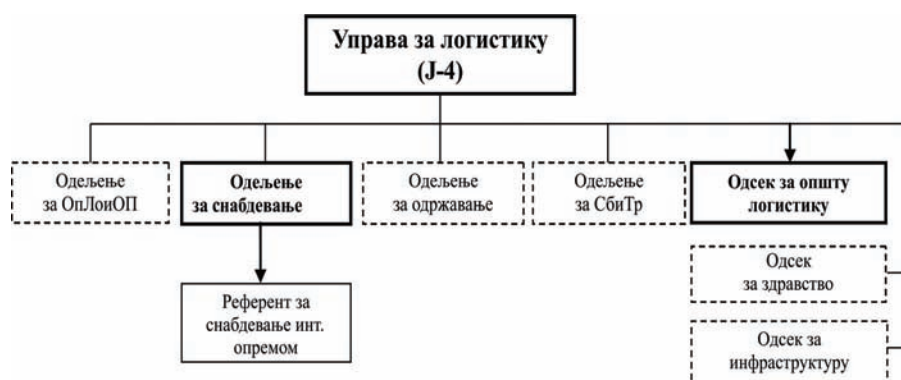 Управа за логистику
(Ј-4)
Одељење
за ОпЛоиОП
Одељење
за снабдевање
Одељење
за одржавање
Одељење
за СбиТр
Одсек за општу
логистику
Одсек
за здравство
Референт за
снабдевање инт.
опремом
Одсек за
инфраструктуру